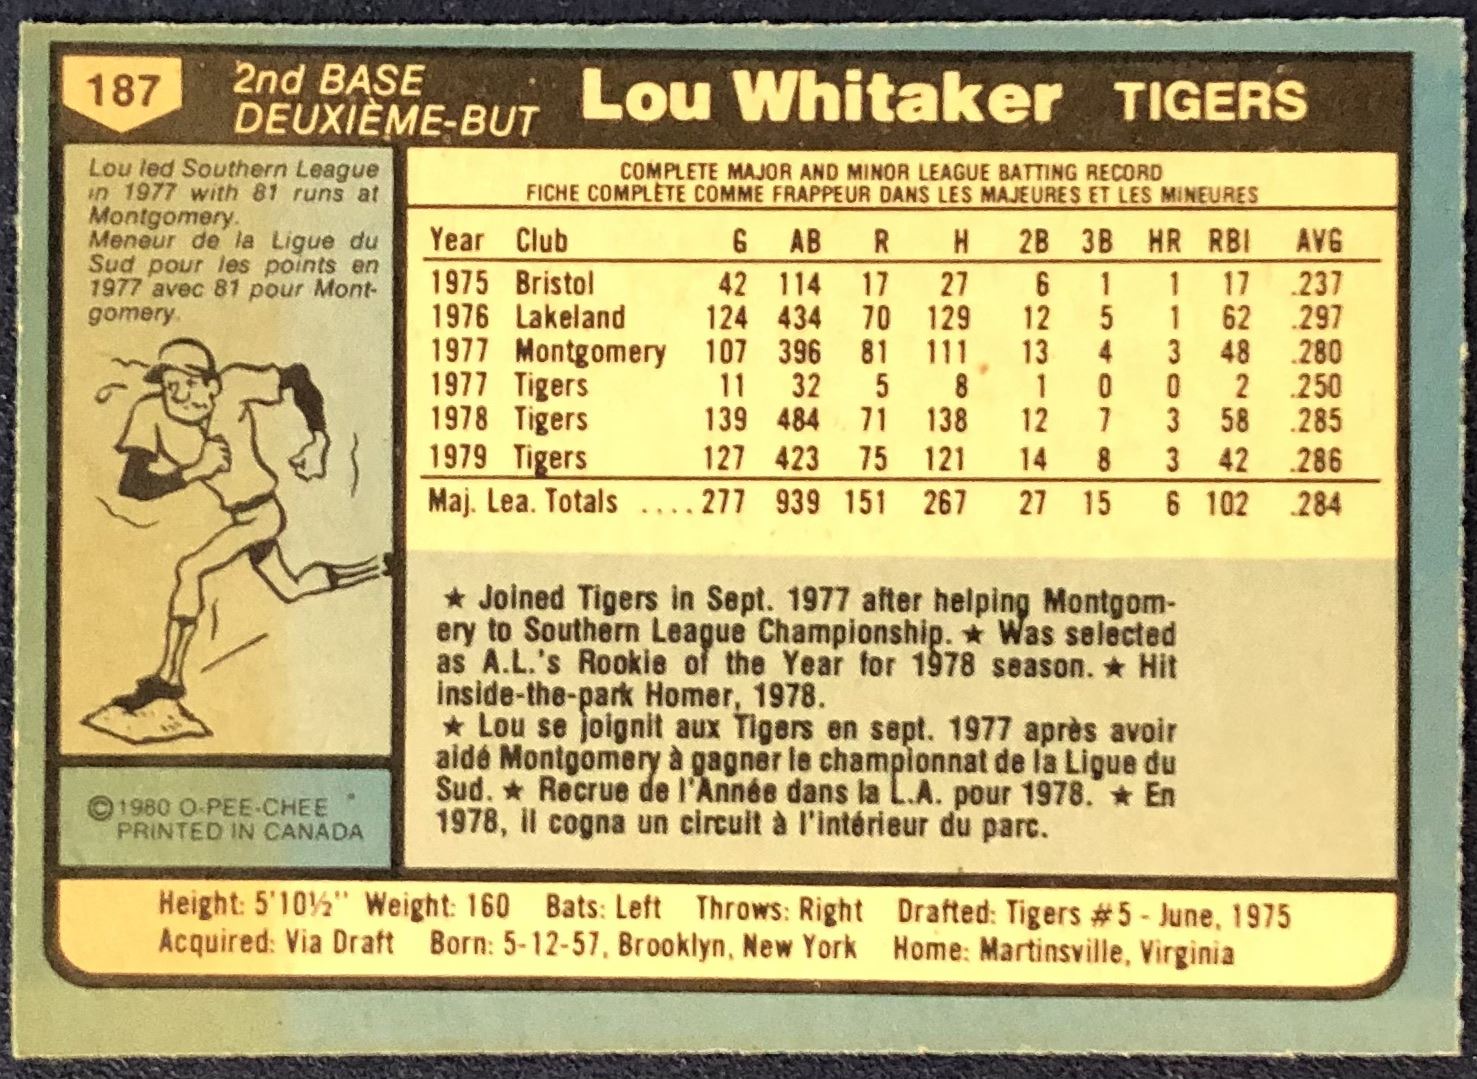 187
2nd BASE
DEUXIÈME-BUT
Lou Whitaker TIGERS
Lou led Southern League
in 1977 with 81 runs at
Montgomery.
Meneur de la Ligue du
Sud pour les points en
1977 avec 81 pour Mont-
gomery.
©1980 O-PEE-CHEE
PRINTED IN CANADA
COMPLETE MAJOR AND MINOR LEAGUE BATTING RECORD
FICHE COMPLÈTE COMME FRAPPEUR DANS LES MAJEURES ET LES MINEURES
Year Club G AB R H 2B 3B HR RBI AVG
1975 Bristol 42 114 17 27 6 1 1 17 .237
1976 Lakeland 124 434 70 129 12 5 1 62 .297
1977 Montgomery 107 396 81 111 13 4 3 48 .280
1977 Tigers 11 32 5 8 1 0 0 2 .250
1978 Tigers 139 484 71 138 12 7 3 58 .285
1979 Tigers 127 423 75 121 14 8 3 42 .286
Maj. Lea. Totals .... 277 939 151 267 27 15 6 102 .284
★ Joined Tigers in Sept. 1977 after helping Montgom-
ery to Southern League Championship. ★ Was selected
as A.L.'s Rookie of the Year for 1978 season. ★ Hit
inside-the-park Homer, 1978.
★ Lou se joignit aux Tigers en sept. 1977 après avoir
aidé Montgomery à gagner le championnat de la Ligue du
Sud. ★ Recrue de l'Année dans la L.A. pour 1978. ★ En
1978, il cogna un circuit à l'intérieur du parc.
Height: 5'10½" Weight: 160 Bats: Left Throws: Right Drafted: Tigers #5 - June, 1975
Acquired: Via Draft Born: 5-12-57, Brooklyn, New York Home: Martinsville, Virginia